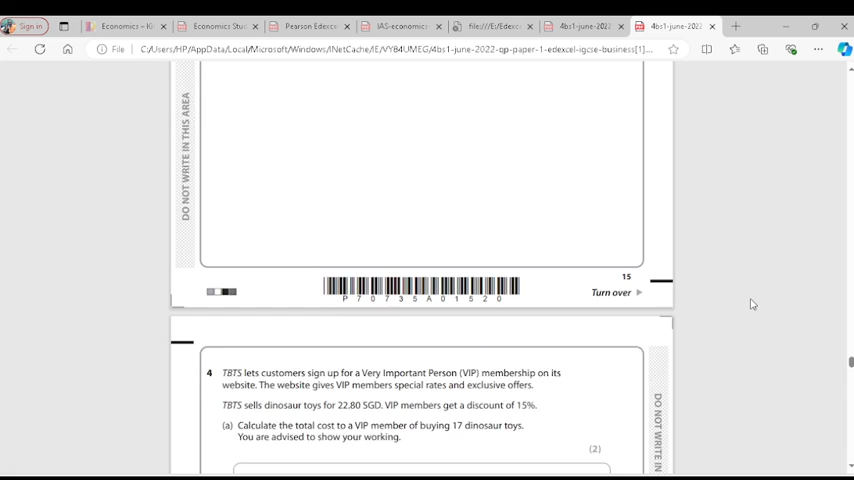 Sign in
Economics – K
Economics Stud
Pearson Edexcel
IAS-economics
file:///E:/Edexce
4bs1-june-2022
4bs1-june-2022
File
C:/Users/HP/AppData/Local/Microsoft/Windows/INetCache/IE/VY84UMEG/4bs1-june-2022-qp-paper-1-edexcel-igcse-business[1]....
DO NOT WRITE IN THIS AREA
15
P 7 0 7 3 5 A 0 1 5 2 0
Turn over
4 TBTS lets customers sign up for a Very Important Person (VIP) membership on its
website. The website gives VIP members special rates and exclusive offers.
TBTS sells dinosaur toys for 22.80 SGD. VIP members get a discount of 15%.
(a) Calculate the total cost to a VIP member of buying 17 dinosaur toys.
You are advised to show your working.
(2)
DO NOT WRITE IN